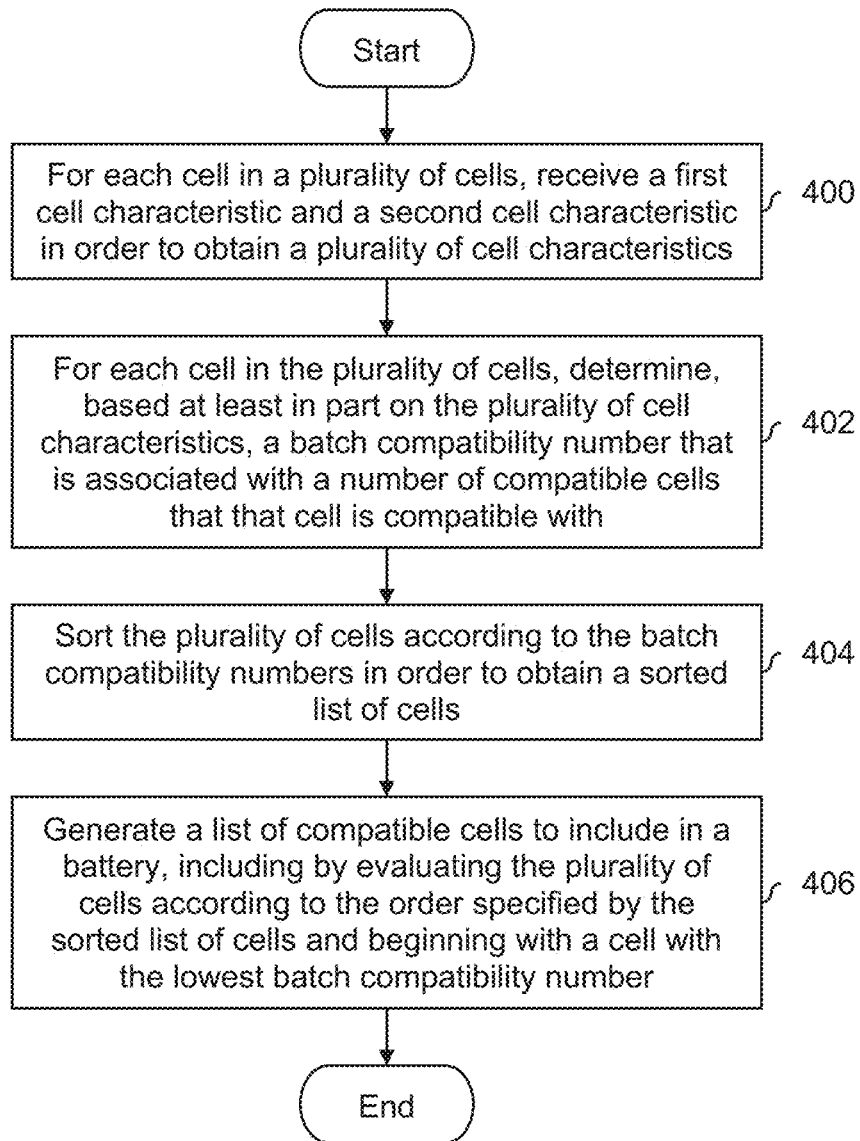 Start
For each cell in a plurality of cells, receive a first
cell characteristic and a second cell characteristic
in order to obtain a plurality of cell characteristics
400
For each cell in the plurality of cells, determine,
based at least in part on the plurality of cell
characteristics, a batch compatibility number that
is associated with a number of compatible cells
that that cell is compatible with
402
Sort the plurality of cells according to the batch
compatibility numbers in order to obtain a sorted
list of cells
404
Generate a list of compatible cells to include in a
battery, including by evaluating the plurality of
cells according to the order specified by the
sorted list of cells and beginning with a cell with
the lowest batch compatibility number
406
End